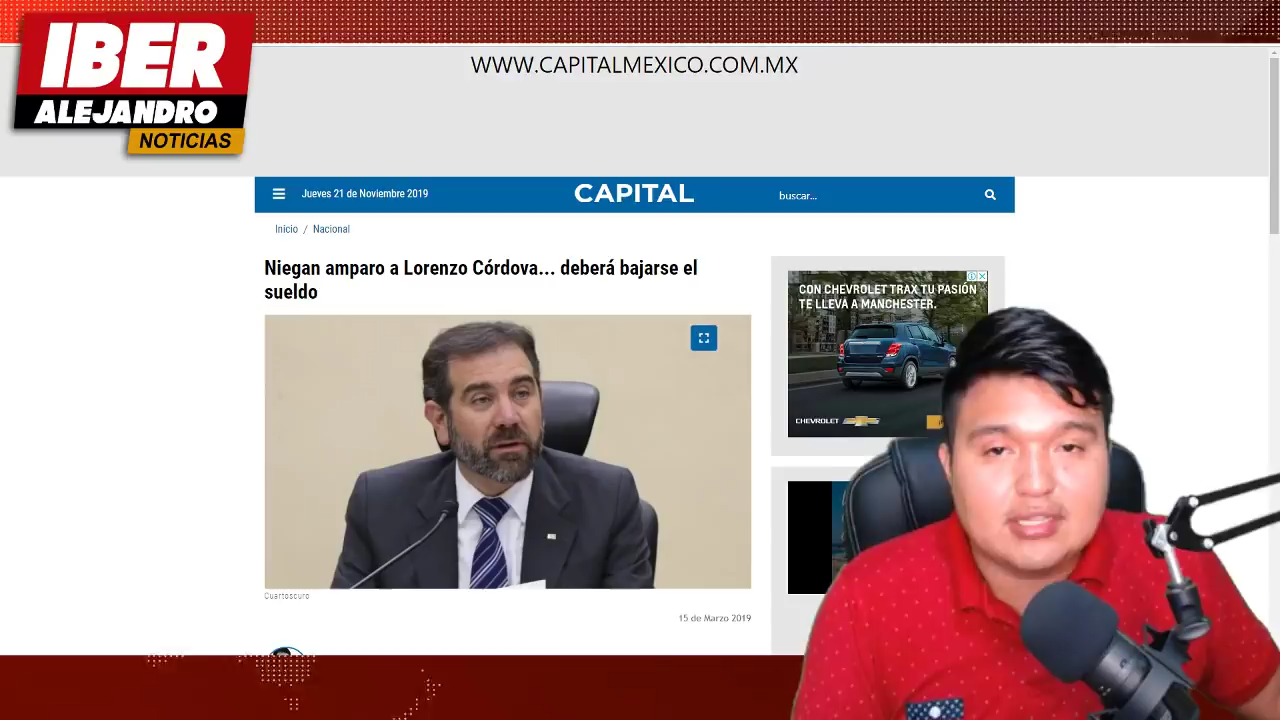 IBER
ALEJANDRO
NOTICIAS
WWW.CAPITALMEXICO.COM.MX
Jueves 21 de Noviembre 2019
CAPITAL
buscar...
Inicio / Nacional
Niegan amparo a Lorenzo Córdova... deberá bajarse el
sueldo
CON CHEVROLET TRAX TU PASIÓN
TE LLEVÁ A MANCHESTER.
CHEVROLET
Cuartoscuro
15 de Marzo 2019